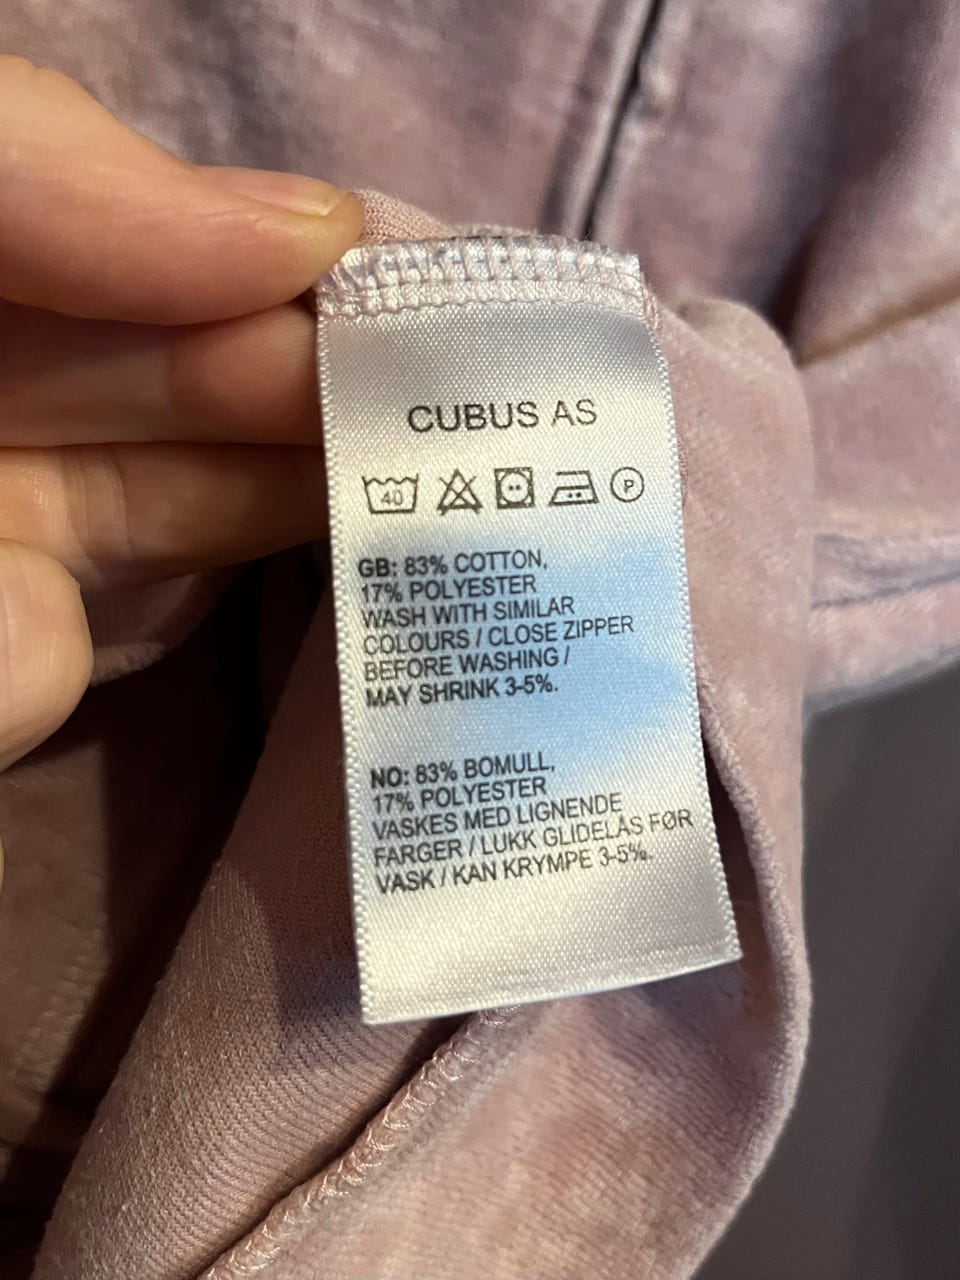 CUBUS AS
40 P
GB: 83% COTTON,
17% POLYESTER
WASH WITH SIMILAR
COLOURS / CLOSE ZIPPER
BEFORE WASHING /
MAY SHRINK 3-5%.
NO: 83% BOMULL,
17% POLYESTER
VASKES MED LIGNENDE
FARGER / LUKK GLIDELÅS FØR
VASK / KAN KRYMPE 3-5%.